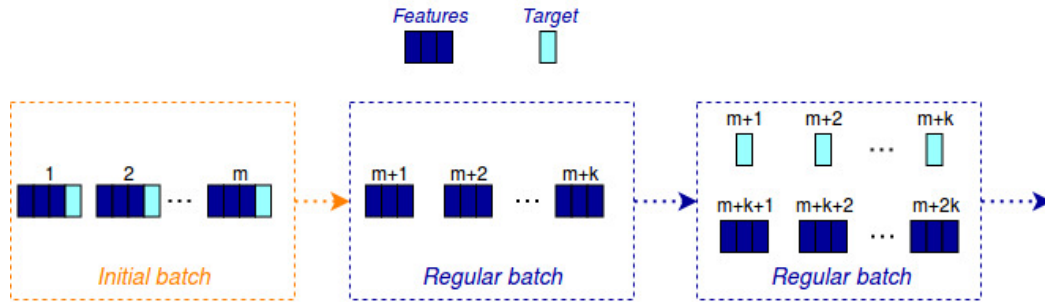 Features Target
m+1 m+2 ... m+k
1 2 m
m+1 m+2 m+k
...
... ...
m+k+1 m+k+2 m+2k
...
Initial batch Regular batch Regular batch